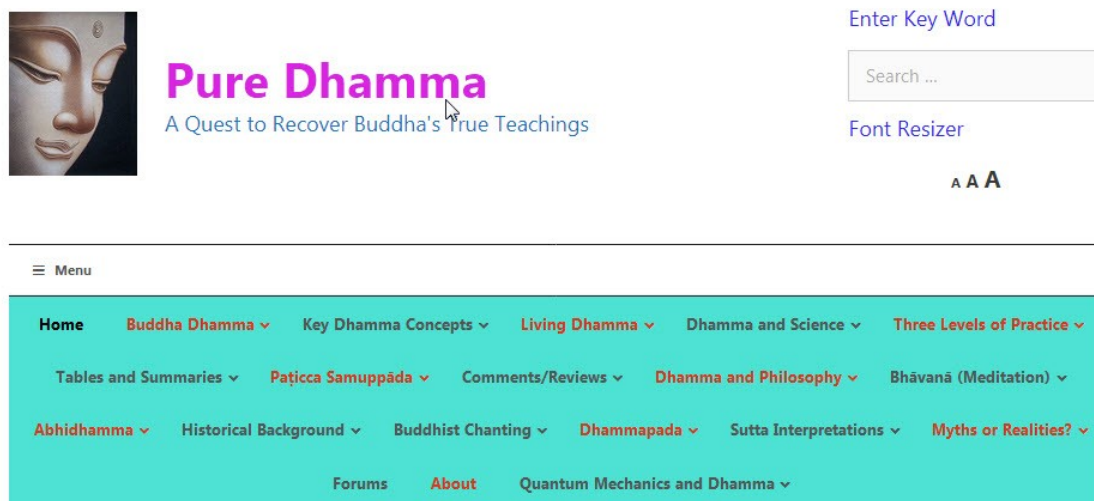 Enter Key Word
Pure Dhamma
Search ...
A Quest to Recover Buddha's True Teachings
Font Resizer
A A A
☰ Menu
Home Buddha Dhamma Key Dhamma Concepts Living Dhamma Dhamma and Science Three Levels of Practice
Tables and Summaries Paṭicca Samuppāda Comments/Reviews Dhamma and Philosophy Bhāvanā (Meditation)
Abhidhamma Historical Background Buddhist Chanting Dhammapada Sutta Interpretations Myths or Realities?
Forums About Quantum Mechanics and Dhamma